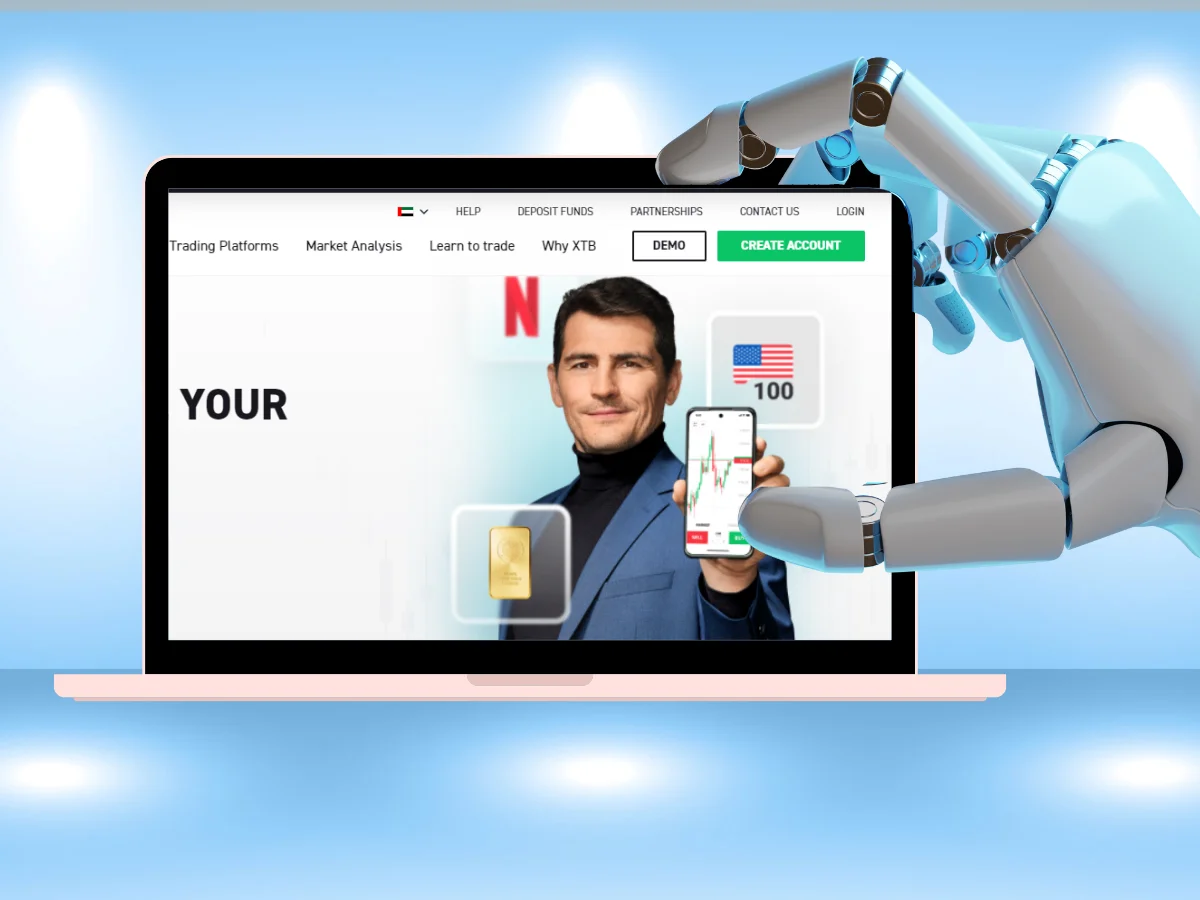 HELP DEPOSIT FUNDS PARTNERSHIPS CONTACT US LOGIN
Trading Platforms Market Analysis Learn to trade Why XTB DEMO CREATE ACCOUNT
N
100
YOUR
SELL